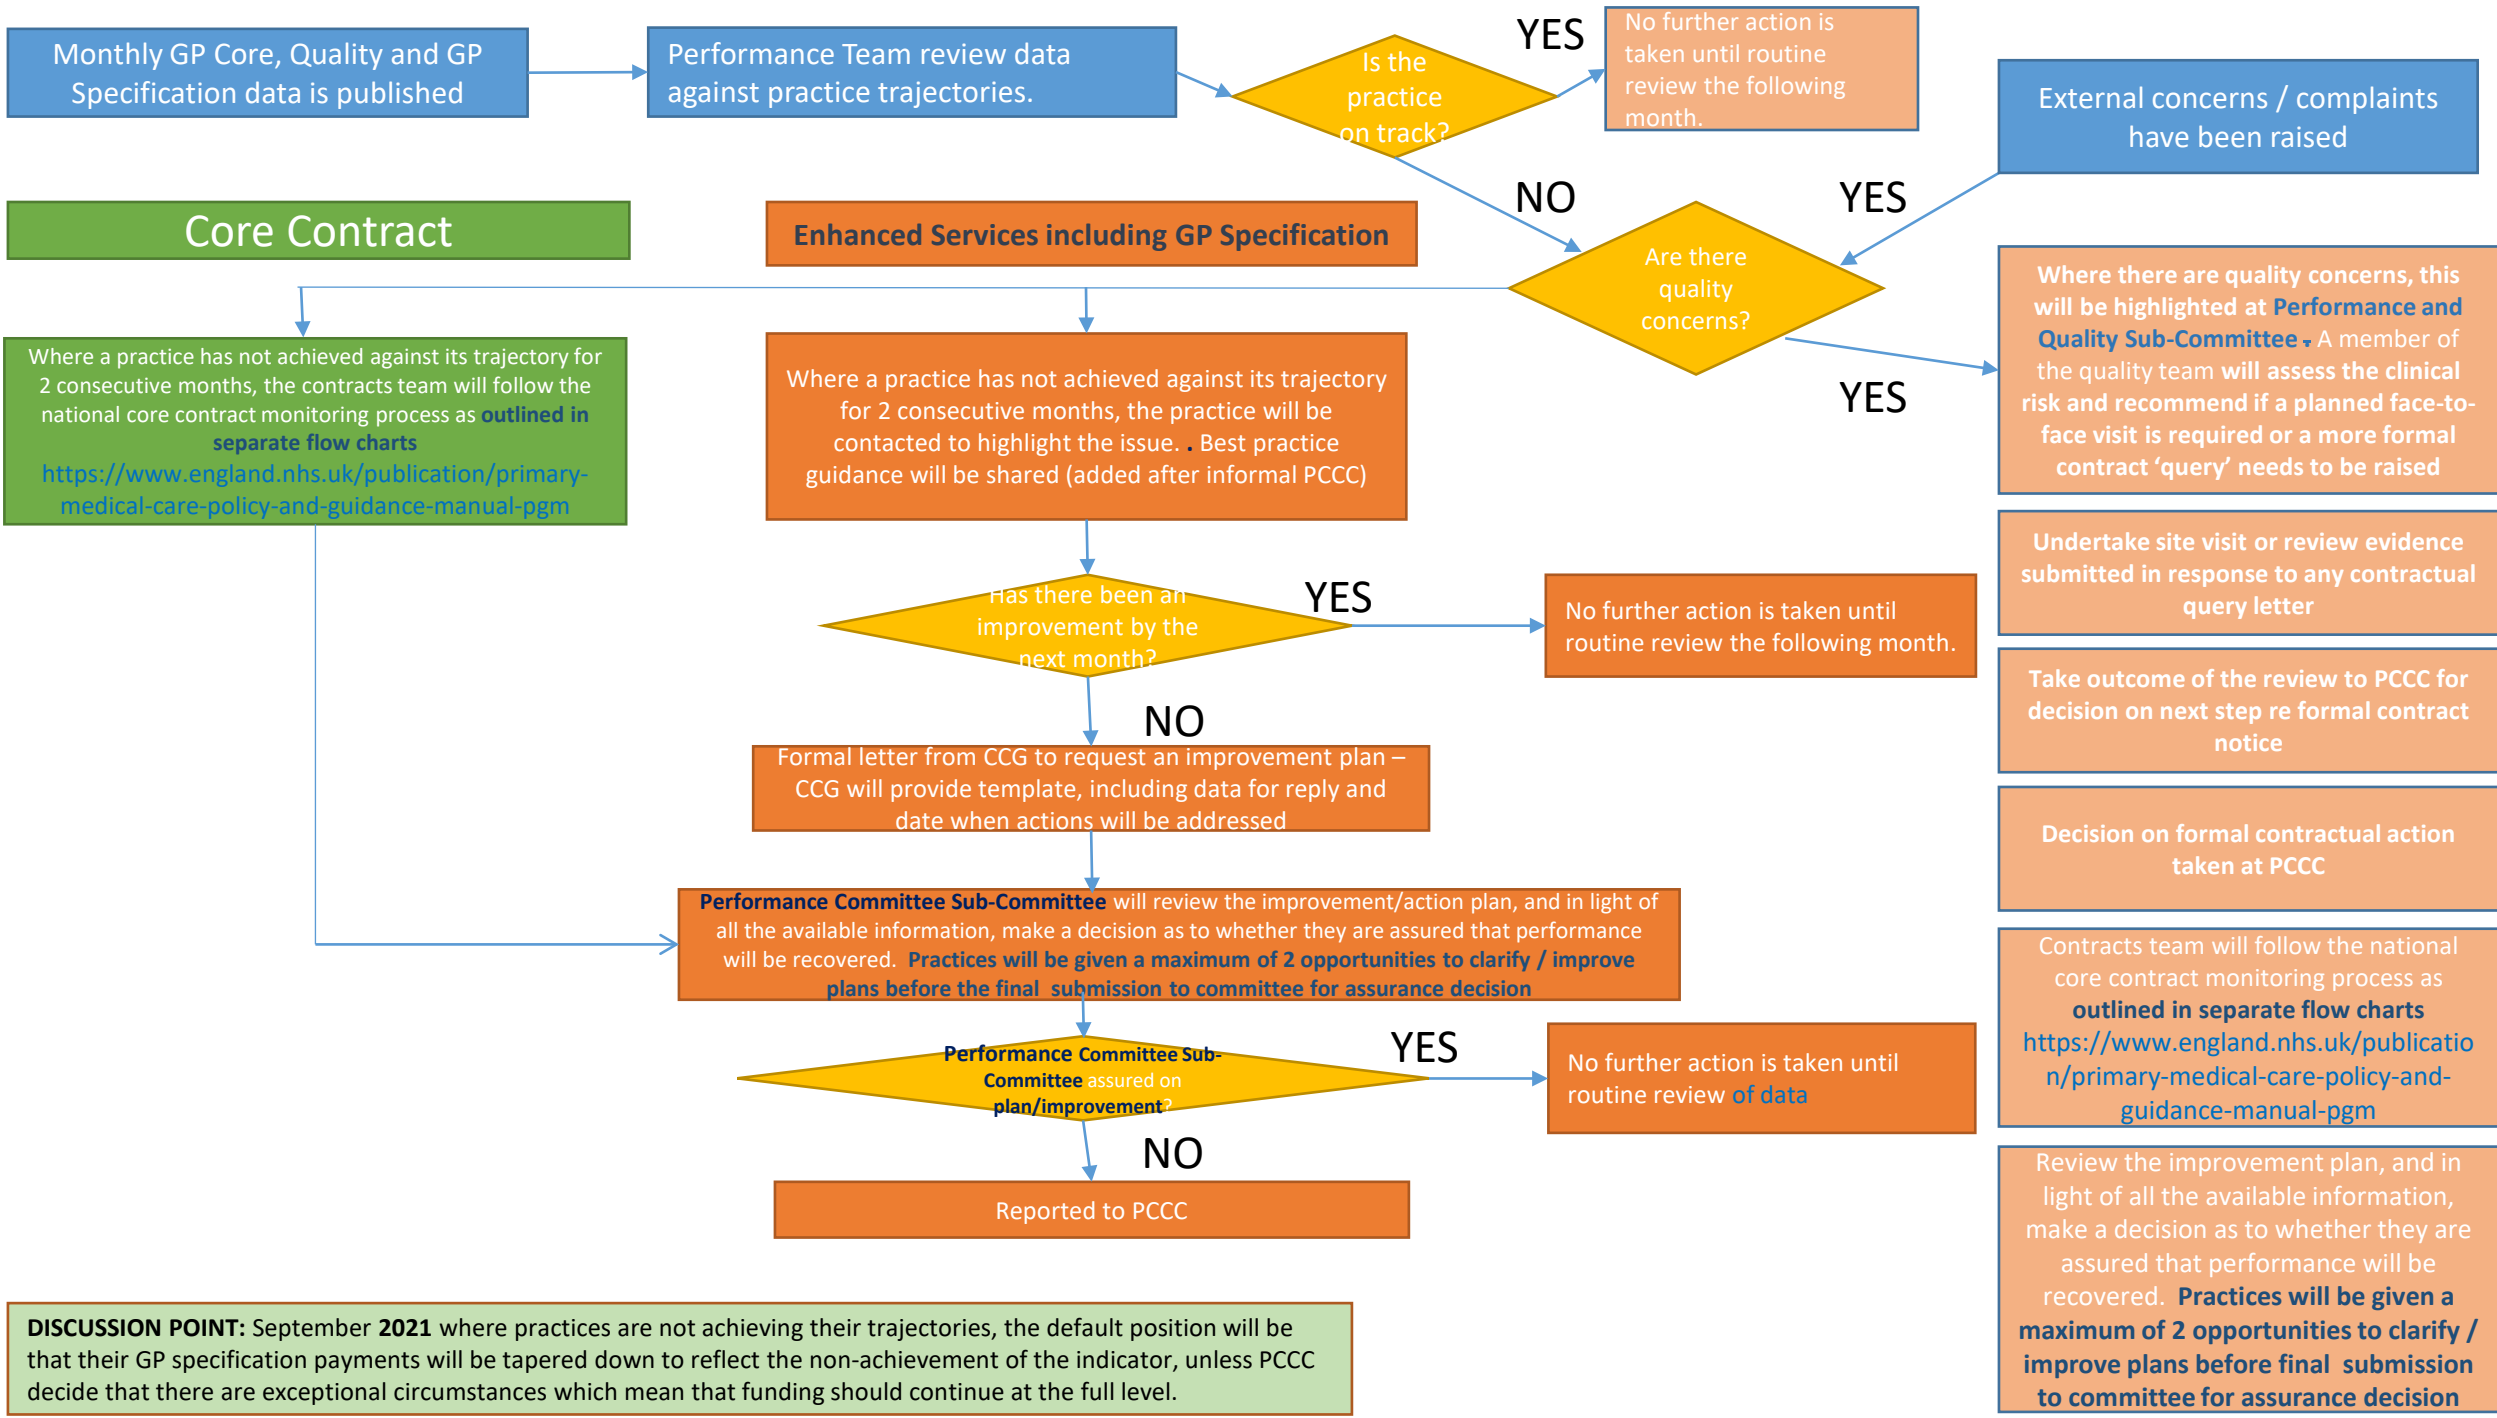 Monthly GP Core, Quality and GP
Specification data is published
Performance Team review data
against practice trajectories.
Is the
practice
on track?
YES
No further action is
taken until routine
review the following
month.
External concerns / complaints
have been raised
NO
YES
Core Contract
Enhanced Services including GP Specification
Are there
quality
concerns?
YES
Where a practice has not achieved against its trajectory for
2 consecutive months, the contracts team will follow the
national core contract monitoring process as outlined in
separate flow charts
https://www.england.nhs.uk/publication/primary-
medical-care-policy-and-guidance-manual-pgm
Where a practice has not achieved against its trajectory
for 2 consecutive months, the practice will be
contacted to highlight the issue. . Best practice
guidance will be shared (added after informal PCCC)
Where there are quality concerns, this
will be highlighted at Performance and
Quality Sub-Committee - A member of
the quality team will assess the clinical
risk and recommend if a planned face-to-
face visit is required or a more formal
contract ‘query’ needs to be raised
Undertake site visit or review evidence
submitted in response to any contractual
query letter
Has there been an
improvement by the
next month?
YES
No further action is taken until
routine review the following month.
NO
Take outcome of the review to PCCC for
decision on next step re formal contract
notice
Formal letter from CCG to request an improvement plan –
CCG will provide template, including data for reply and
date when actions will be addressed
Decision on formal contractual action
taken at PCCC
Performance Committee Sub-Committee will review the improvement/action plan, and in light of
all the available information, make a decision as to whether they are assured that performance
will be recovered. Practices will be given a maximum of 2 opportunities to clarify / improve
plans before the final submission to committee for assurance decision
Contracts team will follow the national
core contract monitoring process as
outlined in separate flow charts
https://www.england.nhs.uk/publicatio
n/primary-medical-care-policy-and-
guidance-manual-pgm
Performance Committee Sub-
Committee assured on
plan/improvement?
YES
No further action is taken until
routine review of data
NO
Reported to PCCC
Review the improvement plan, and in
light of all the available information,
make a decision as to whether they are
assured that performance will be
recovered. Practices will be given a
maximum of 2 opportunities to clarify /
improve plans before final submission
to committee for assurance decision
DISCUSSION POINT: September 2021 where practices are not achieving their trajectories, the default position will be
that their GP specification payments will be tapered down to reflect the non-achievement of the indicator, unless PCCC
decide that there are exceptional circumstances which mean that funding should continue at the full level.